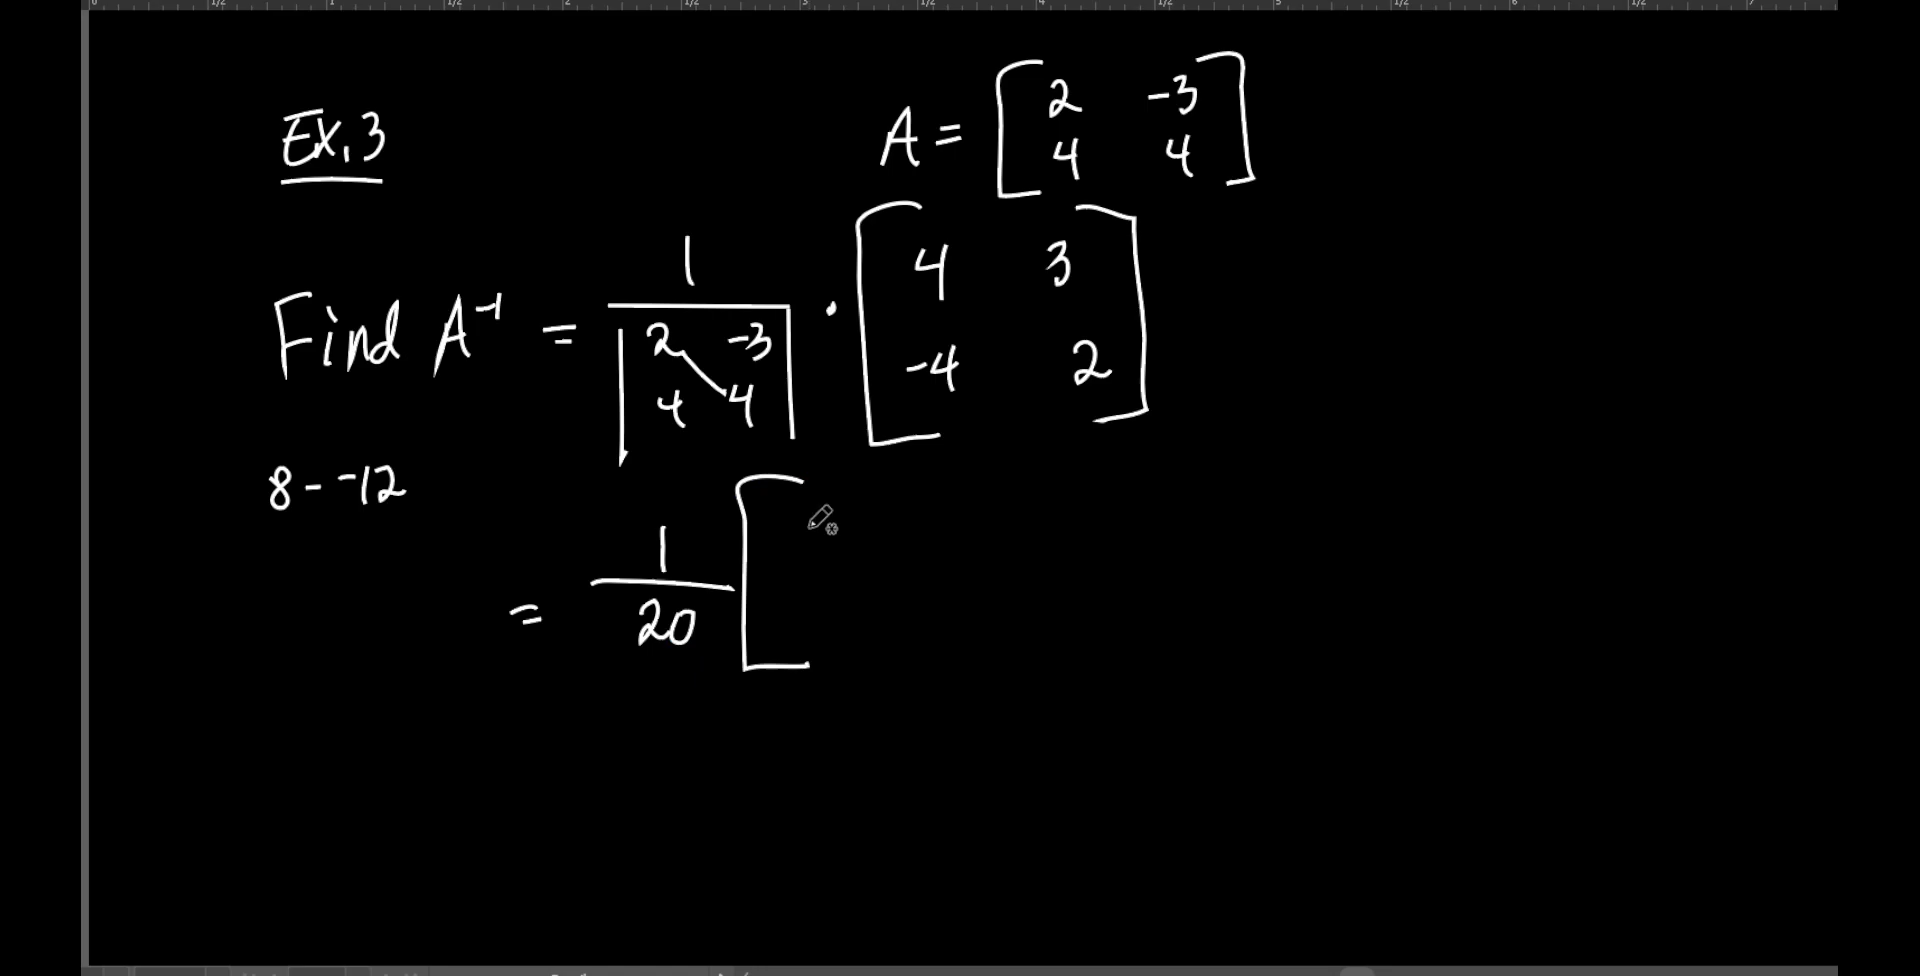 Ex. 3
A = [2 -3
4 4]
Find A⁻¹ = 1 / |2 -3
4 4| · [4 3
-4 2]
8 - -12
= 1/20 [